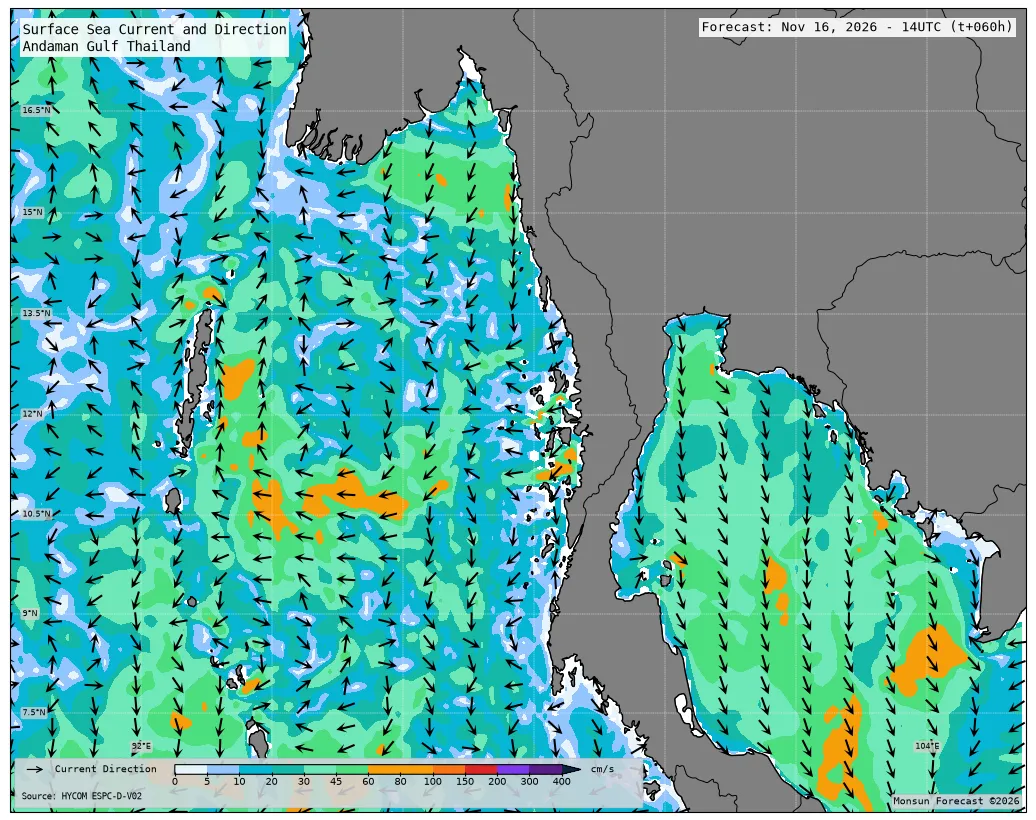 Surface Sea Current and Direction
Andaman Gulf Thailand
Forecast: Nov 16, 2026 - 14UTC (t+060h)
16.5°N
15°N
13.5°N
12°N
10.5°N
9°N
7.5°N
92°E
104°E
Current Direction
0 5 10 20 30 45 60 80 100 150 200 300 400 cm/s
Source: HYCOM ESPC-D-V02
Monsun Forecast ©2026